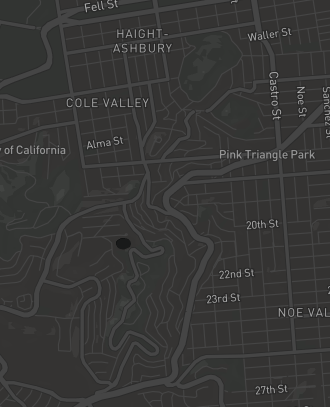 Fell St
HAIGHT-
ASHBURY
Waller St
Castro St
Noe St
Sanchez St
COLE VALLEY
Alma St
y of California
Pink Triangle Park
20th St
22nd St
23rd St
NOE VAL
27th St